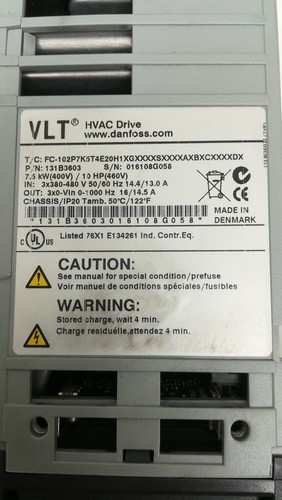 VLT® HVAC Drive
www.danfoss.com
T/C: FC-102P7K5T4E20H1XGXXXXSXXXXAXBXCXXXXDX
P/N: 131B3603 S/N: 016108G058
7.5 kW(400V) / 10 HP(460V)
IN: 3x380-480 V 50/60 Hz 14.4/13.0 A
OUT: 3x0-Vin 0-1000 Hz 16/14.5 A
CHASSIS/IP20 Tamb. 50°C/122°F
*131B3603016108G058*
MADE IN
DENMARK
C UL US Listed 76X1 E134261 Ind. Contr.Eq.
CAUTION:
See manual for special condition/prefuse
Voir manuel de conditions spéciales/fusibles
WARNING:
Stored charge, wait 4 min.
Charge residuélle,attendez 4 min.